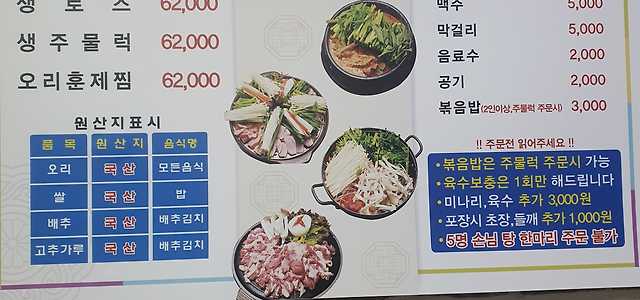 생 로 스 62,000
생 주 물 럭 62,000
오리훈제찜 62,000
원산지표시
품 목 원 산 지 음식명
오리 국 산 모든음식
쌀 국 산 밥
배추 국 산 배추김치
고추가루 국 산 배추김치
맥주 5,000
막걸리 5,000
음료수 2,000
공기 2,000
볶음밥(2인이상,주물럭 주문시) 3,000
!! 주문전 읽어주세요 !!
• 볶음밥은 주물럭 주문시 가능
• 육수보충은 1회만 해드립니다
• 미나리,육수 추가 3,000원
• 포장시 초장,들깨 추가 1,000원
• 5명 손님 탕 한마리 주문 불가